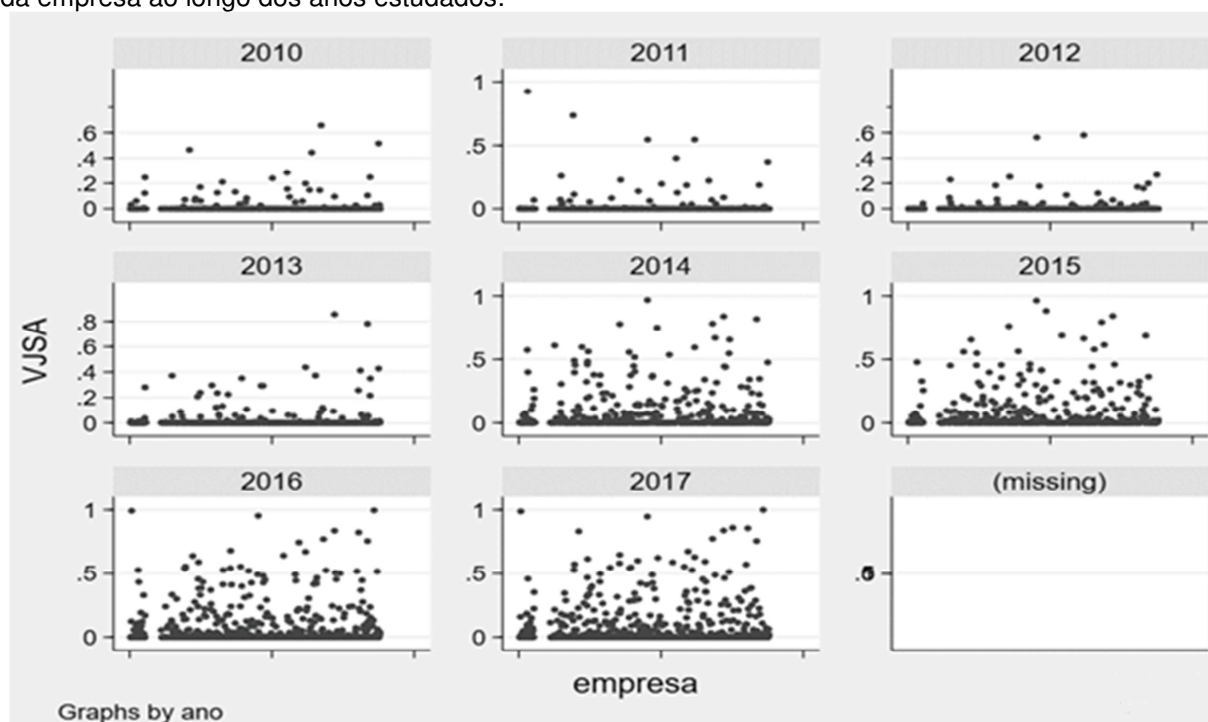 da empresa ao longo dos anos estudados.
2010 2011 2012
1
.6 .6
.4 .5 .4
.2 .2
0 0 0
2013 2014 2015
1 1
.8
.6 .5 .5
.4
.2
0 0 0
VJSA
2016 2017 (missing)
1 1
.5 .5
0 0
empresa
Graphs by ano